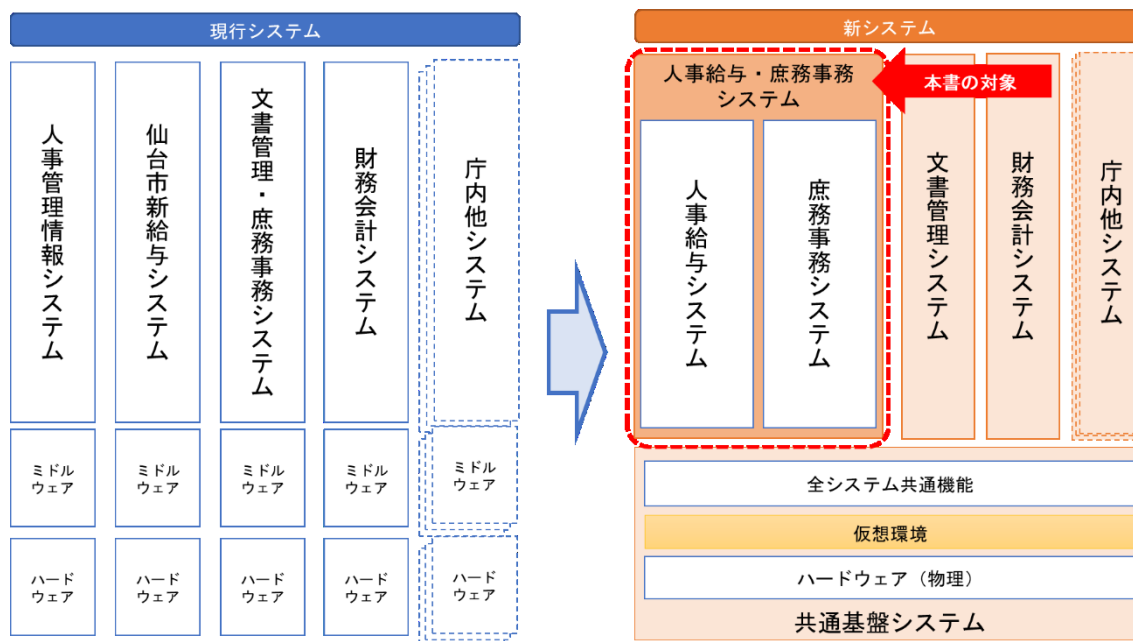 現行システム
人事管理情報システム
仙台市新給与システム
文書管理・庶務事務システム
財務会計システム
庁内他システム
ミドル
ウェア
ミドル
ウェア
ミドル
ウェア
ミドル
ウェア
ミドル
ウェア
ハード
ウェア
ハード
ウェア
ハード
ウェア
ハード
ウェア
ハード
ウェア
新システム
人事給与・庶務事務
システム
本書の対象
人事給与システム
庶務事務システム
文書管理システム
財務会計システム
庁内他システム
全システム共通機能
仮想環境
ハードウェア（物理）
共通基盤システム